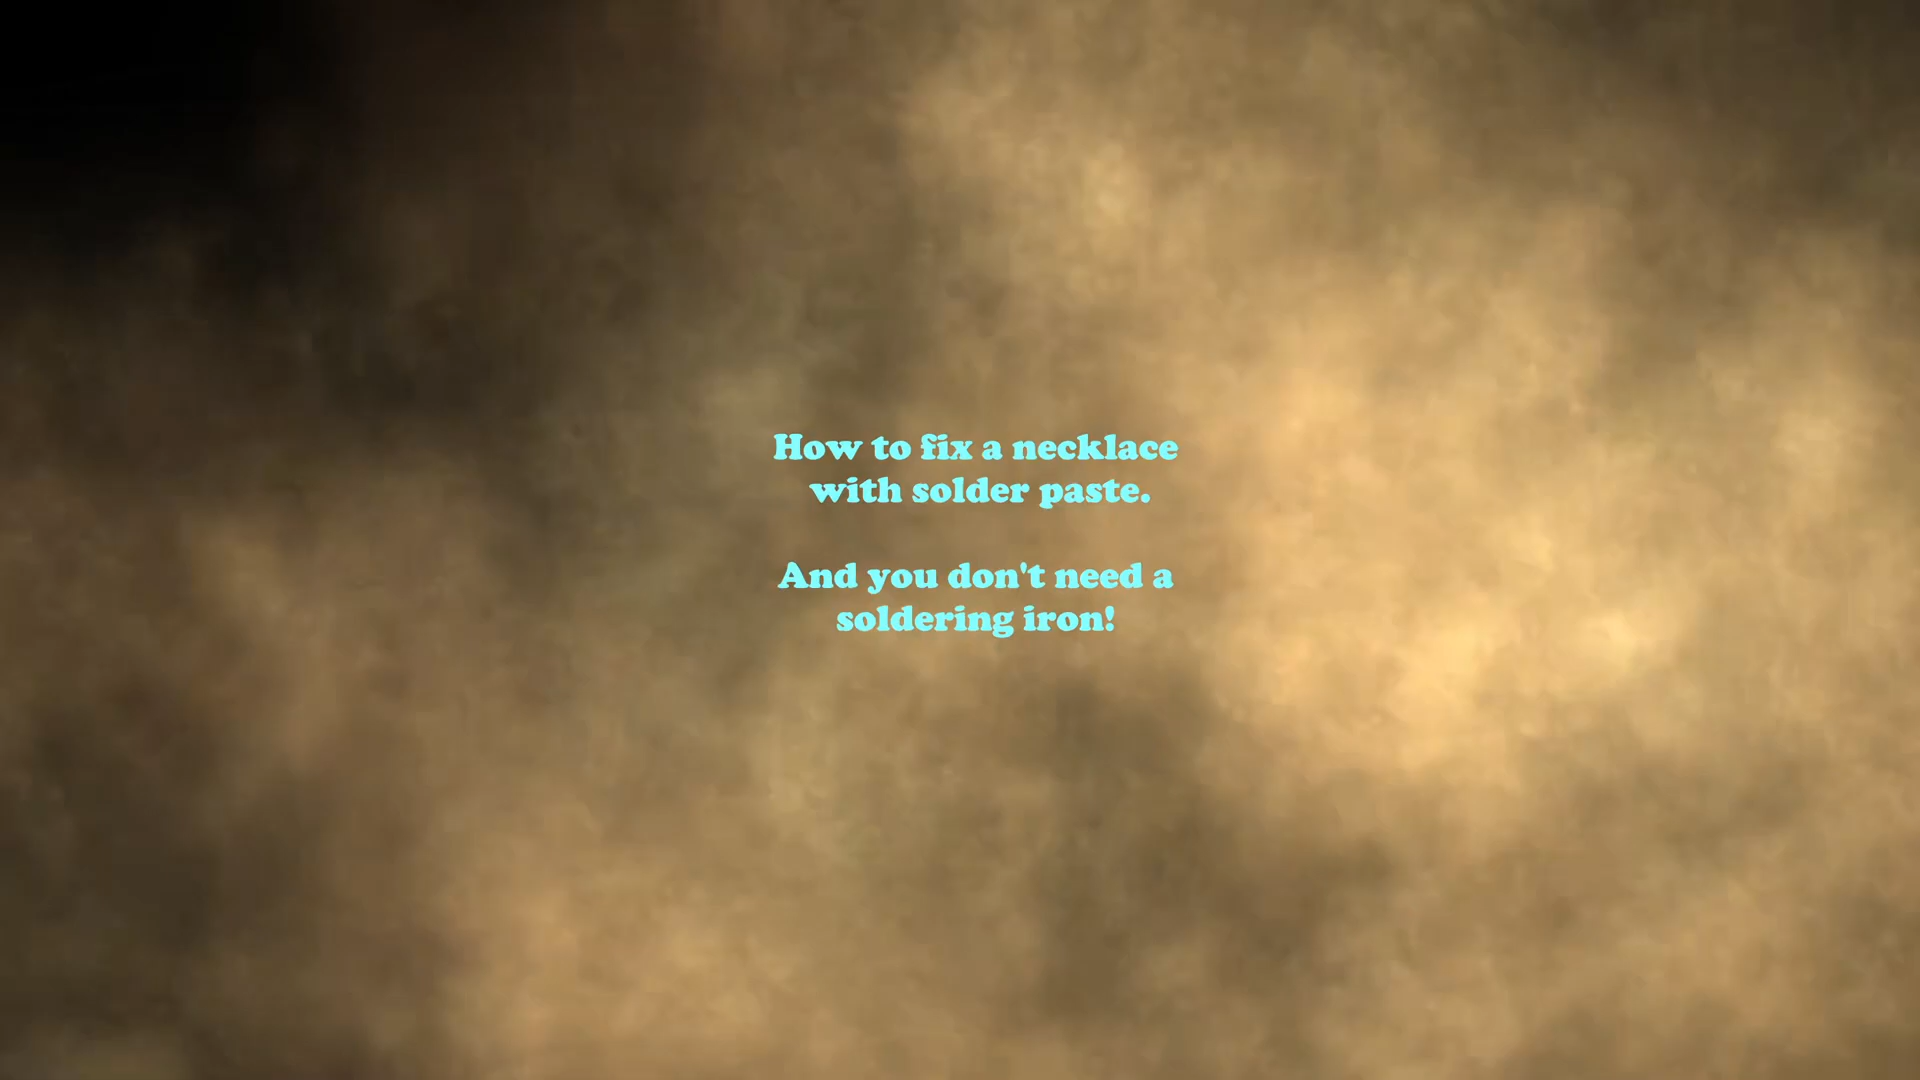 How to fix a necklace
with solder paste.
And you don't need a
soldering iron!